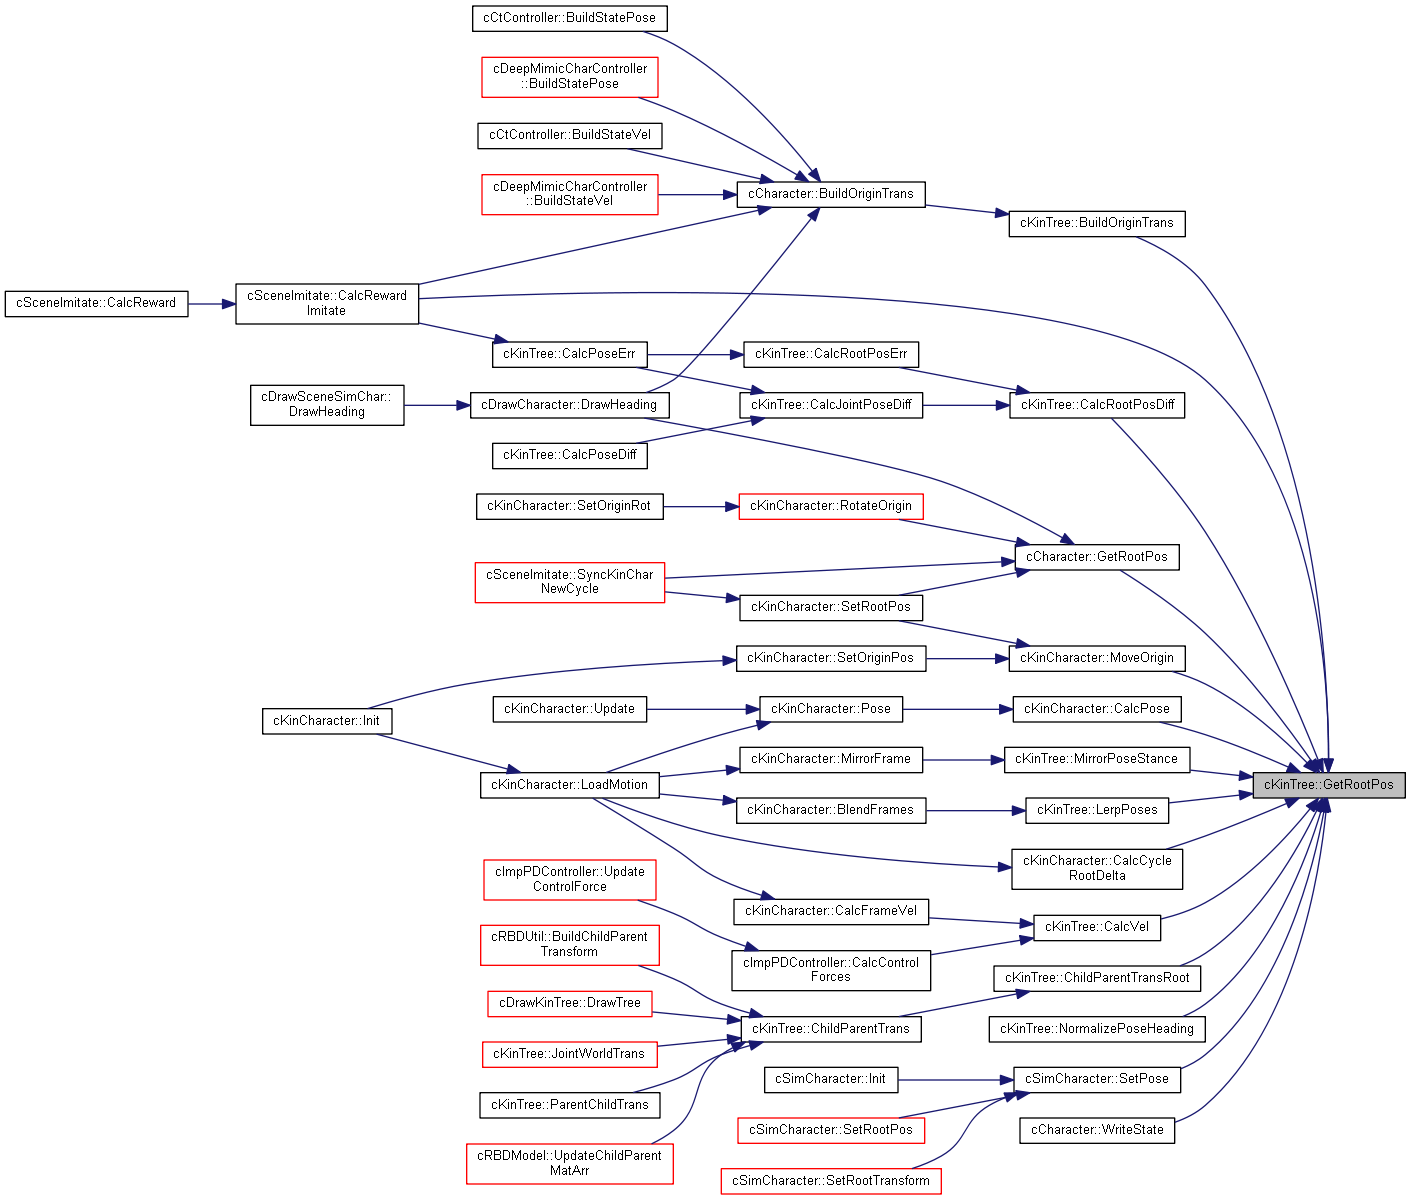 cCtController::BuildStatePose
cDeepMimicCharController
::BuildStatePose
cCtController::BuildStateVel
cDeepMimicCharController
::BuildStateVel
cCharacter::BuildOriginTrans
cKinTree::BuildOriginTrans
cSceneImitate::CalcReward
cSceneImitate::CalcReward
Imitate
cKinTree::CalcPoseErr
cKinTree::CalcRootPosErr
cDrawSceneSimChar::
DrawHeading
cDrawCharacter::DrawHeading
cKinTree::CalcJointPoseDiff
cKinTree::CalcRootPosDiff
cKinTree::CalcPoseDiff
cKinCharacter::SetOriginRot
cKinCharacter::RotateOrigin
cCharacter::GetRootPos
cSceneImitate::SyncKinChar
NewCycle
cKinCharacter::SetRootPos
cKinCharacter::SetOriginPos
cKinCharacter::MoveOrigin
cKinCharacter::Init
cKinCharacter::Update
cKinCharacter::Pose
cKinCharacter::CalcPose
cKinCharacter::LoadMotion
cKinCharacter::MirrorFrame
cKinTree::MirrorPoseStance
cKinTree::GetRootPos
cKinCharacter::BlendFrames
cKinTree::LerpPoses
cKinCharacter::CalcCycle
RootDelta
cImpPDController::Update
ControlForce
cKinCharacter::CalcFrameVel
cKinTree::CalcVel
cRBDUtil::BuildChildParent
Transform
cImpPDController::CalcControl
Forces
cKinTree::ChildParentTransRoot
cDrawKinTree::DrawTree
cKinTree::ChildParentTrans
cKinTree::NormalizePoseHeading
cKinTree::JointWorldTrans
cSimCharacter::Init
cSimCharacter::SetPose
cKinTree::ParentChildTrans
cSimCharacter::SetRootPos
cCharacter::WriteState
cRBDModel::UpdateChildParent
MatArr
cSimCharacter::SetRootTransform